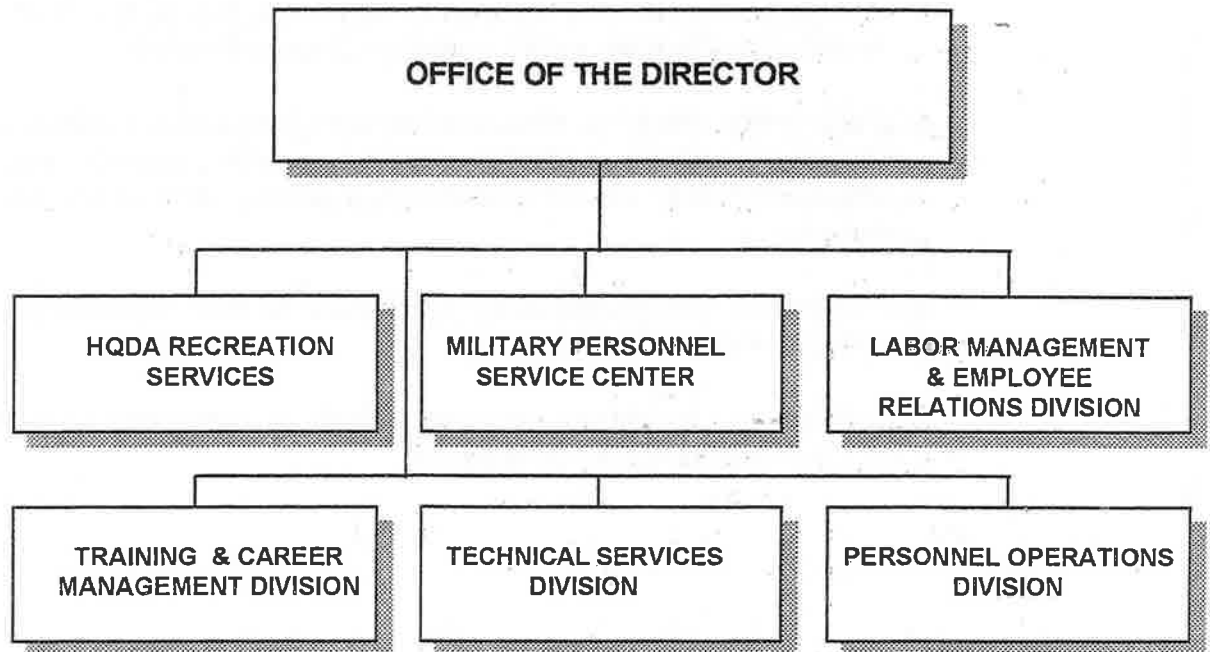 OFFICE OF THE DIRECTOR
HQDA RECREATION
SERVICES
MILITARY PERSONNEL
SERVICE CENTER
LABOR MANAGEMENT
& EMPLOYEE
RELATIONS DIVISION
TRAINING & CAREER
MANAGEMENT DIVISION
TECHNICAL SERVICES
DIVISION
PERSONNEL OPERATIONS
DIVISION